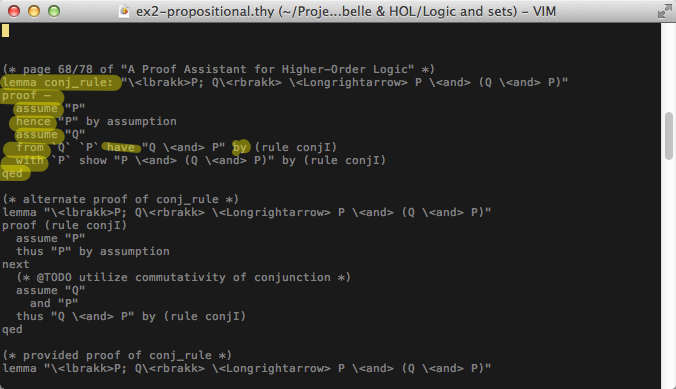 ex2-propositional.thy (~/Proje...belle & HOL/Logic and sets) - VIM
(* page 68/78 of "A Proof Assistant for Higher-Order Logic" *)
lemma conj_rule: "\<lbrakk>P; Q\<rbrakk> \<Longrightarrow> P \<and> (Q \<and> P)"
proof -
  assume "P"
  hence "P" by assumption
  assume "Q"
  from `Q` `P` have "Q \<and> P" by (rule conjI)
  with `P` show "P \<and> (Q \<and> P)" by (rule conjI)
qed
(* alternate proof of conj_rule *)
lemma "\<lbrakk>P; Q\<rbrakk> \<Longrightarrow> P \<and> (Q \<and> P)"
proof (rule conjI)
  assume "P"
  thus "P" by assumption
next
  (* @TODO utilize commutativity of conjunction *)
  assume "Q"
    and "P"
  thus "Q \<and> P" by (rule conjI)
qed
(* provided proof of conj_rule *)
lemma "\<lbrakk>P; Q\<rbrakk> \<Longrightarrow> P \<and> (Q \<and> P)"